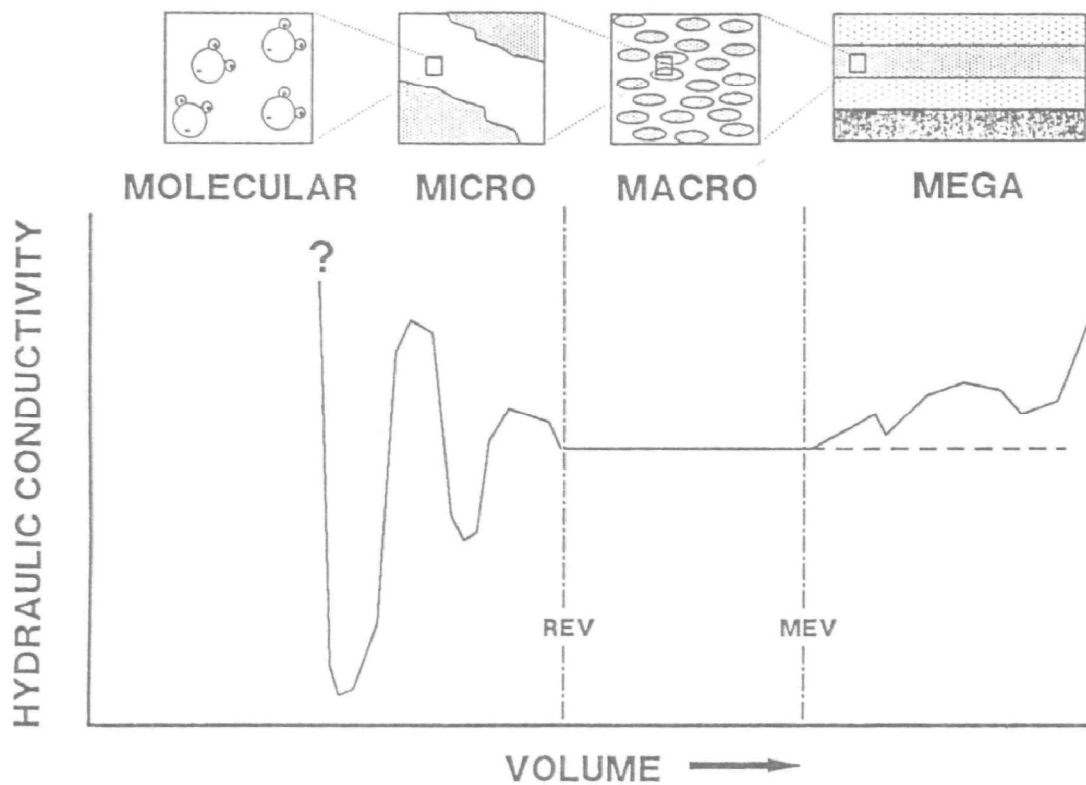 MOLECULAR
MICRO
MACRO
MEGA
HYDRAULIC CONDUCTIVITY
?
REV
MEV
VOLUME